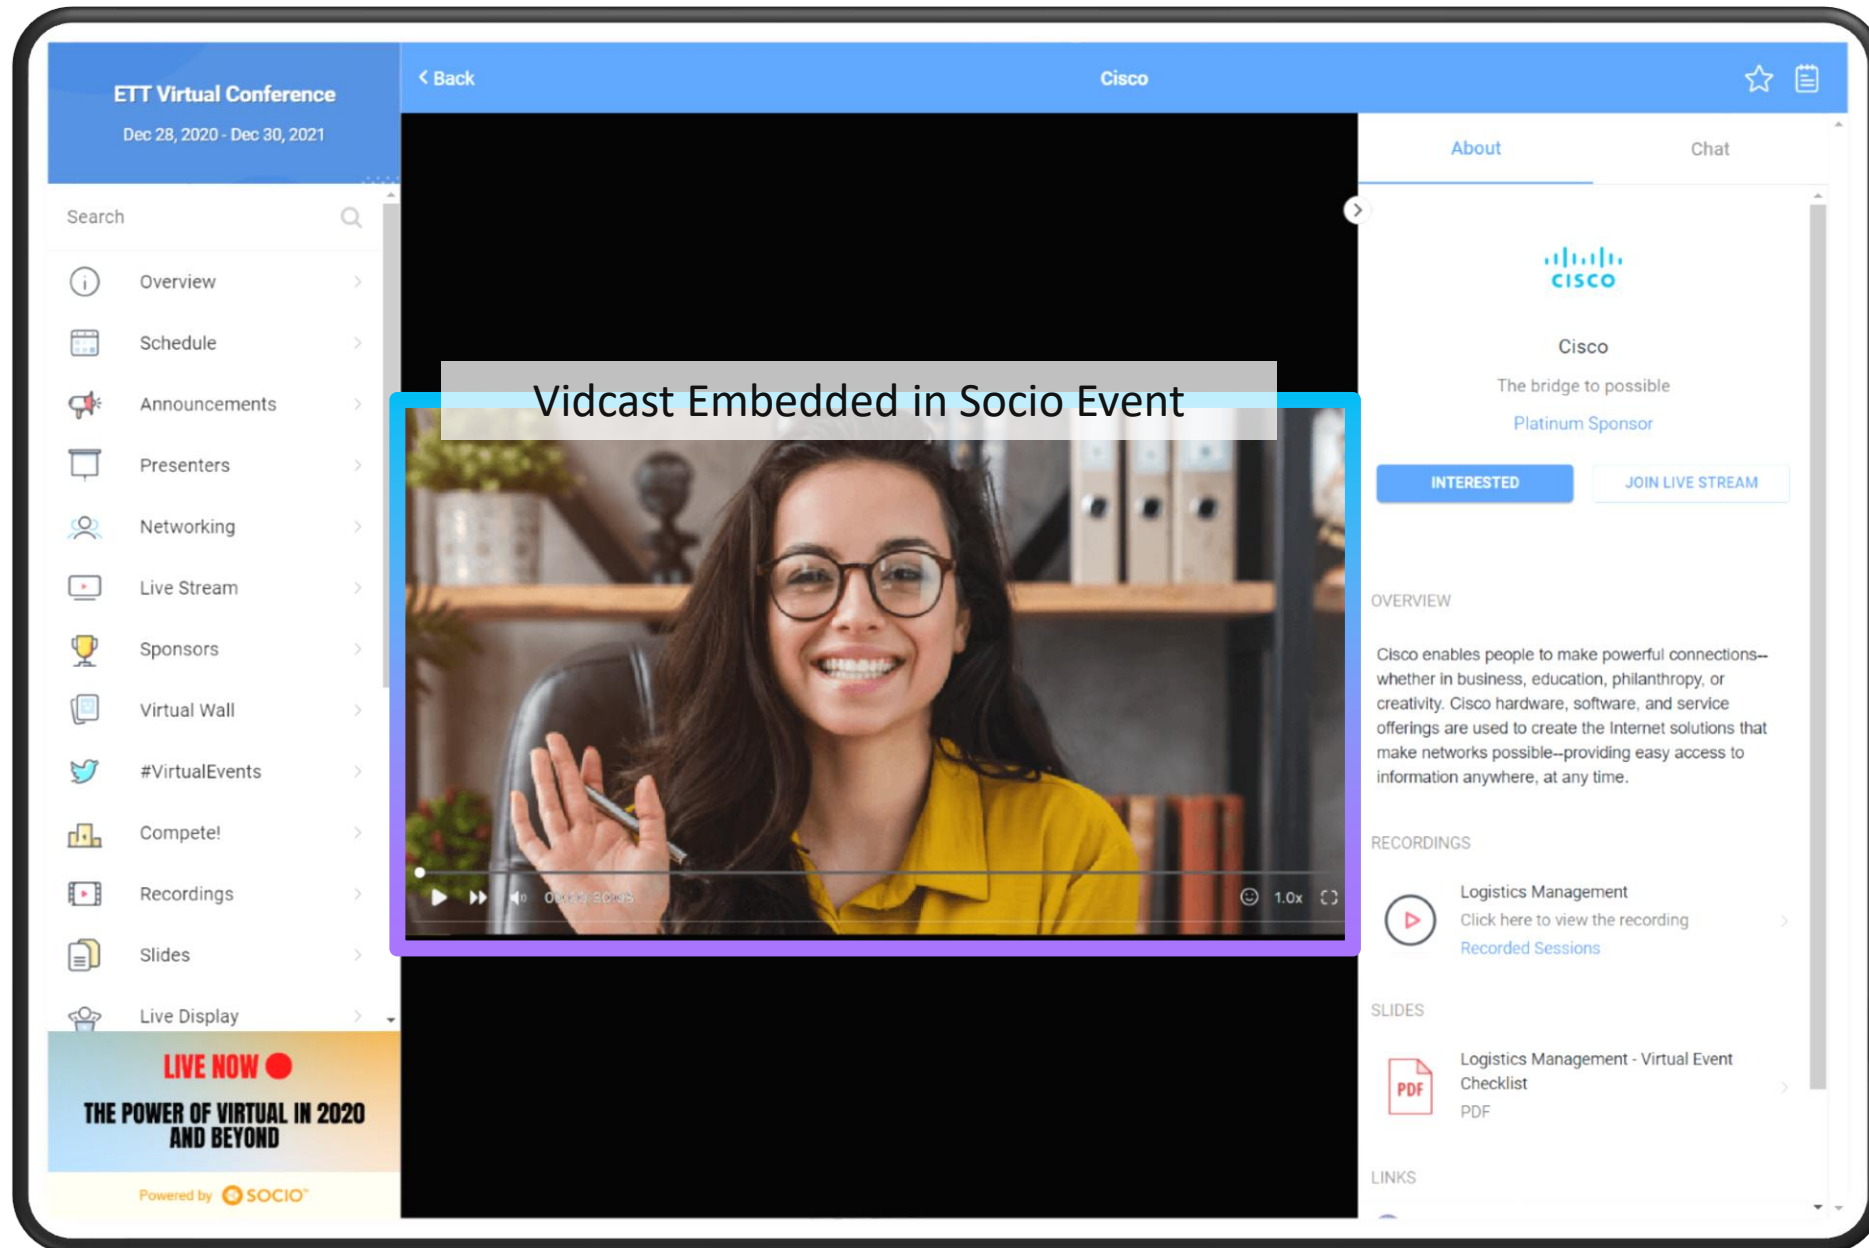 ETT Virtual Conference
Dec 28, 2020 - Dec 30, 2021
Search
Overview
Schedule
Announcements
Presenters
Networking
Live Stream
Sponsors
Virtual Wall
#VirtualEvents
Compete!
Recordings
Slides
Live Display
LIVE NOW
THE POWER OF VIRTUAL IN 2020
AND BEYOND
Powered by SOCIO
Back
Cisco
Vidcast Embedded in Socio Event
1.0x
About
Chat
CISCO
Cisco
The bridge to possible
Platinum Sponsor
INTERESTED
JOIN LIVE STREAM
OVERVIEW
Cisco enables people to make powerful connections--
whether in business, education, philanthropy, or
creativity. Cisco hardware, software, and service
offerings are used to create the Internet solutions that
make networks possible--providing easy access to
information anywhere, at any time.
RECORDINGS
Logistics Management
Click here to view the recording
Recorded Sessions
SLIDES
PDF
Logistics Management - Virtual Event
Checklist
PDF
LINKS